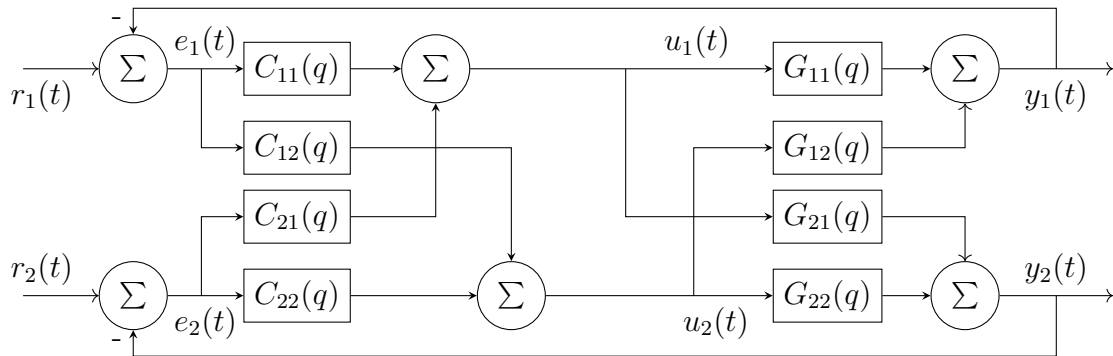 -
e₁(t)
u₁(t)
Σ
C₁₁(q)
Σ
G₁₁(q)
Σ
r₁(t)
y₁(t)
C₁₂(q)
G₁₂(q)
C₂₁(q)
G₂₁(q)
r₂(t)
y₂(t)
Σ
C₂₂(q)
Σ
G₂₂(q)
Σ
e₂(t)
u₂(t)
-